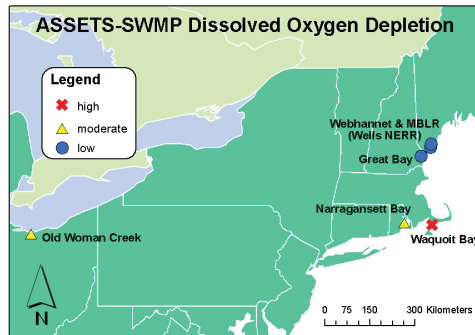 ASSETS-SWMP Dissolved Oxygen Depletion
Legend
high
moderate
low
Webhannet & MBLR
(Wells NERR)
Great Bay
Narragansett Bay
Old Woman Creek
Waquoit Bay
N
300 Kilometers
0 75 150